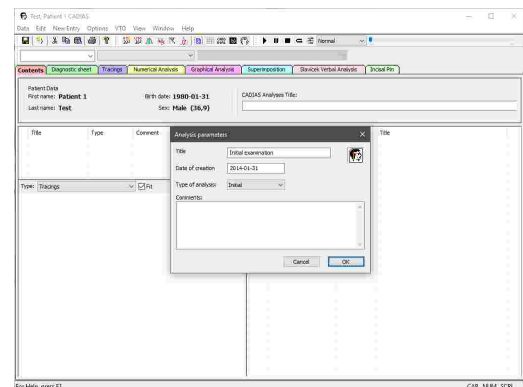 Test, Patient 1 CADIAS
Data Edit New Entry Options VTO View Window Help
Normal
Contents Diagnostic sheet Tracings Numerical Analysis Graphical Analysis Superimposition Slavicek Verbal Analysis Incisal Pin
Patient Data
First name: Patient 1 Birth date: 1980-01-31 CADIAS Analyses Title:
Last name: Test Sex: Male (36,9)
Title Type Comment Title
Analysis parameters
Title Initial examination
Date of creation 2014-01-31
Type of analysis: Initial
Comments:
Cancel OK
Type: Tracings Fit
For Help, press F1 CAP NUM SCRL